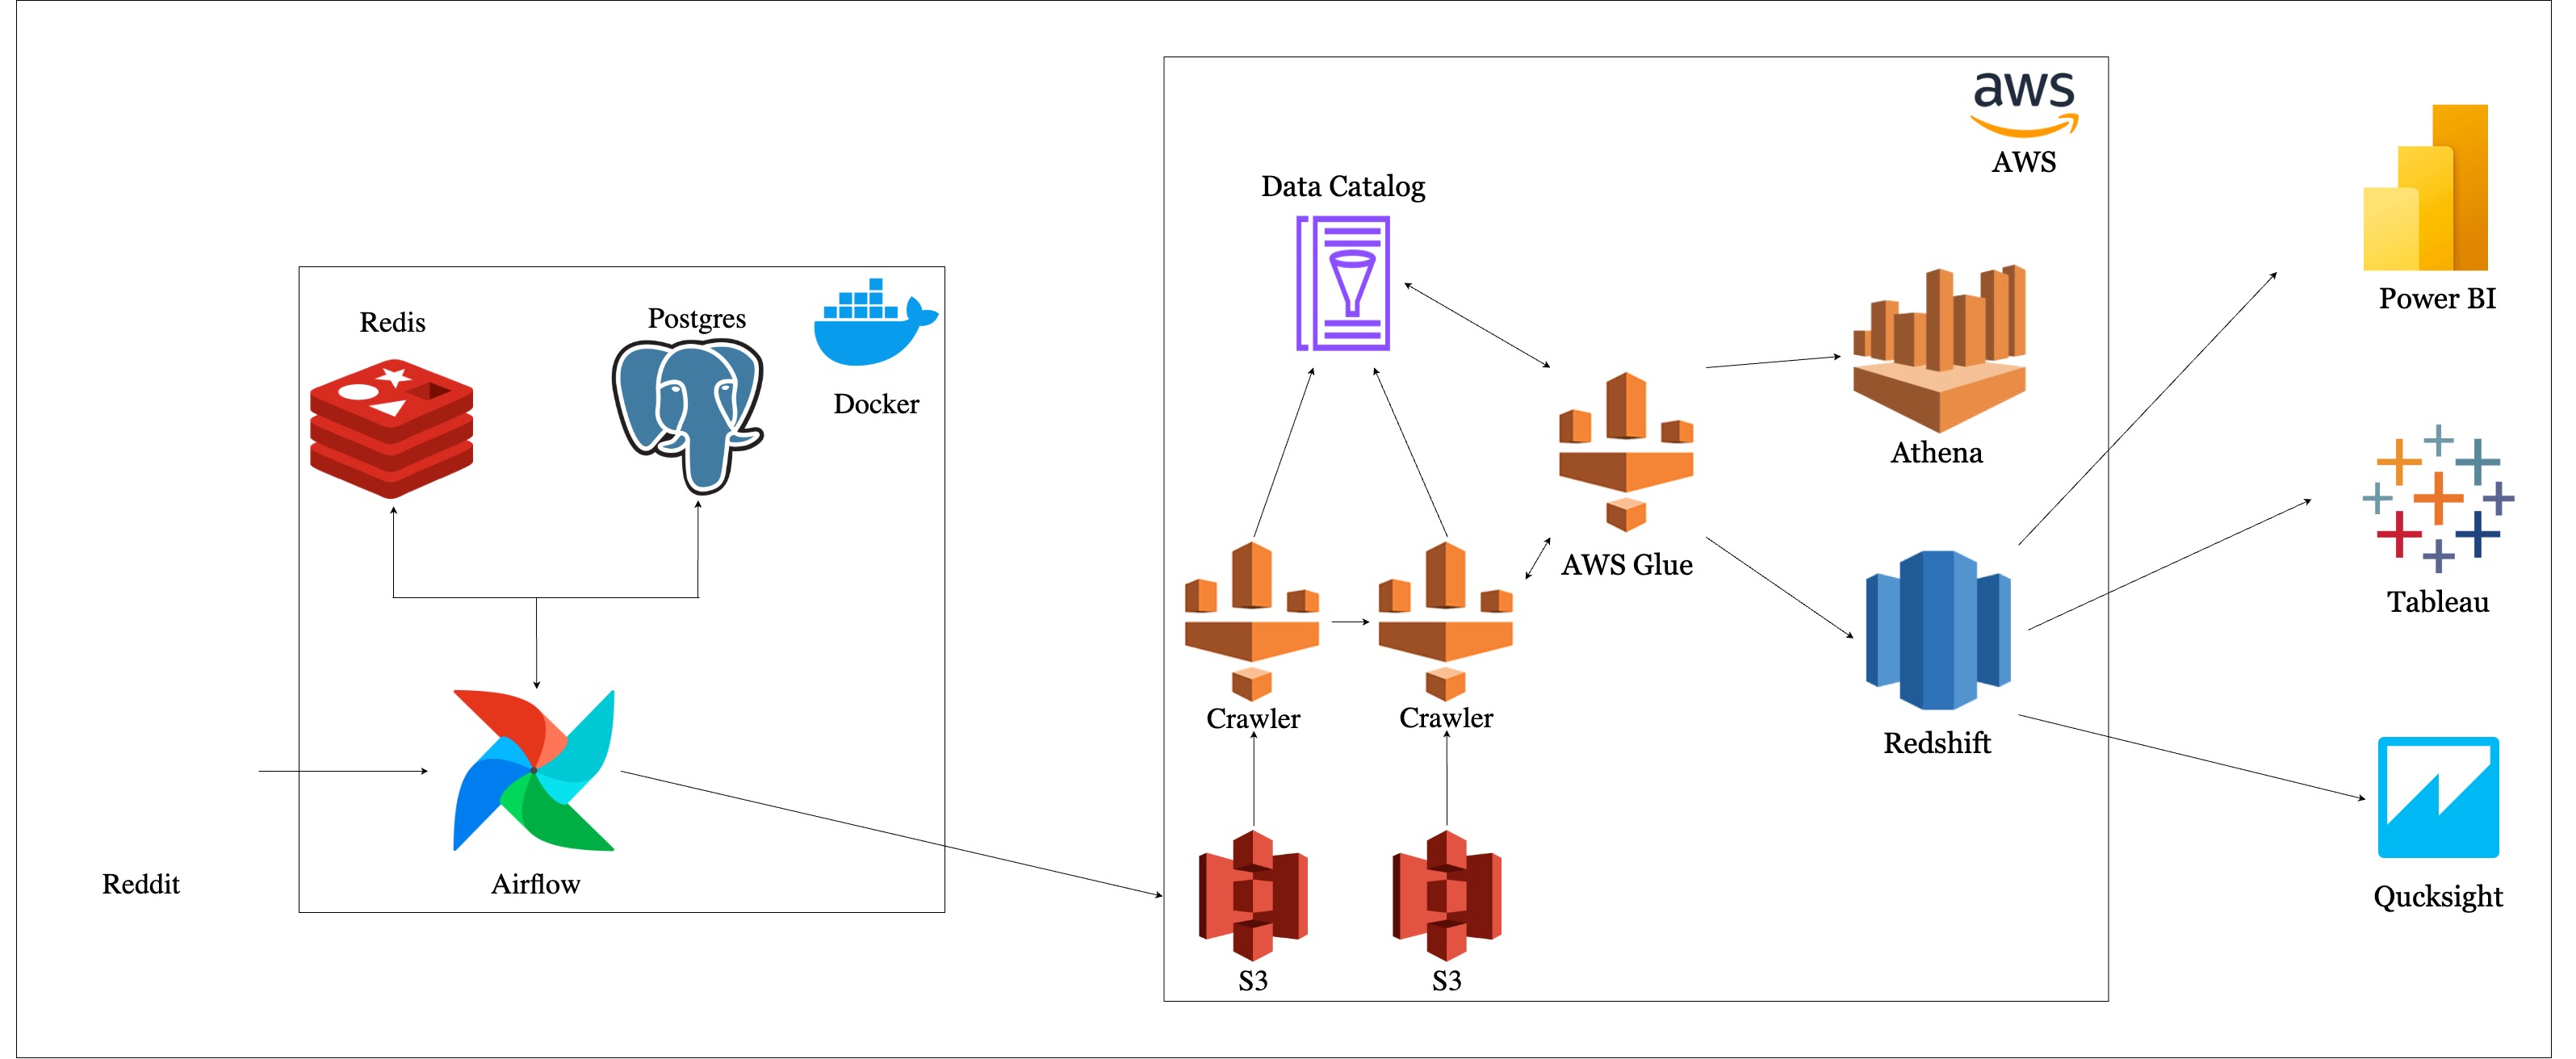 aws
AWS
Data Catalog
Power BI
Redis
Postgres
Docker
Athena
AWS Glue
Tableau
Crawler
Crawler
Redshift
Reddit
Airflow
Qucksight
S3
S3